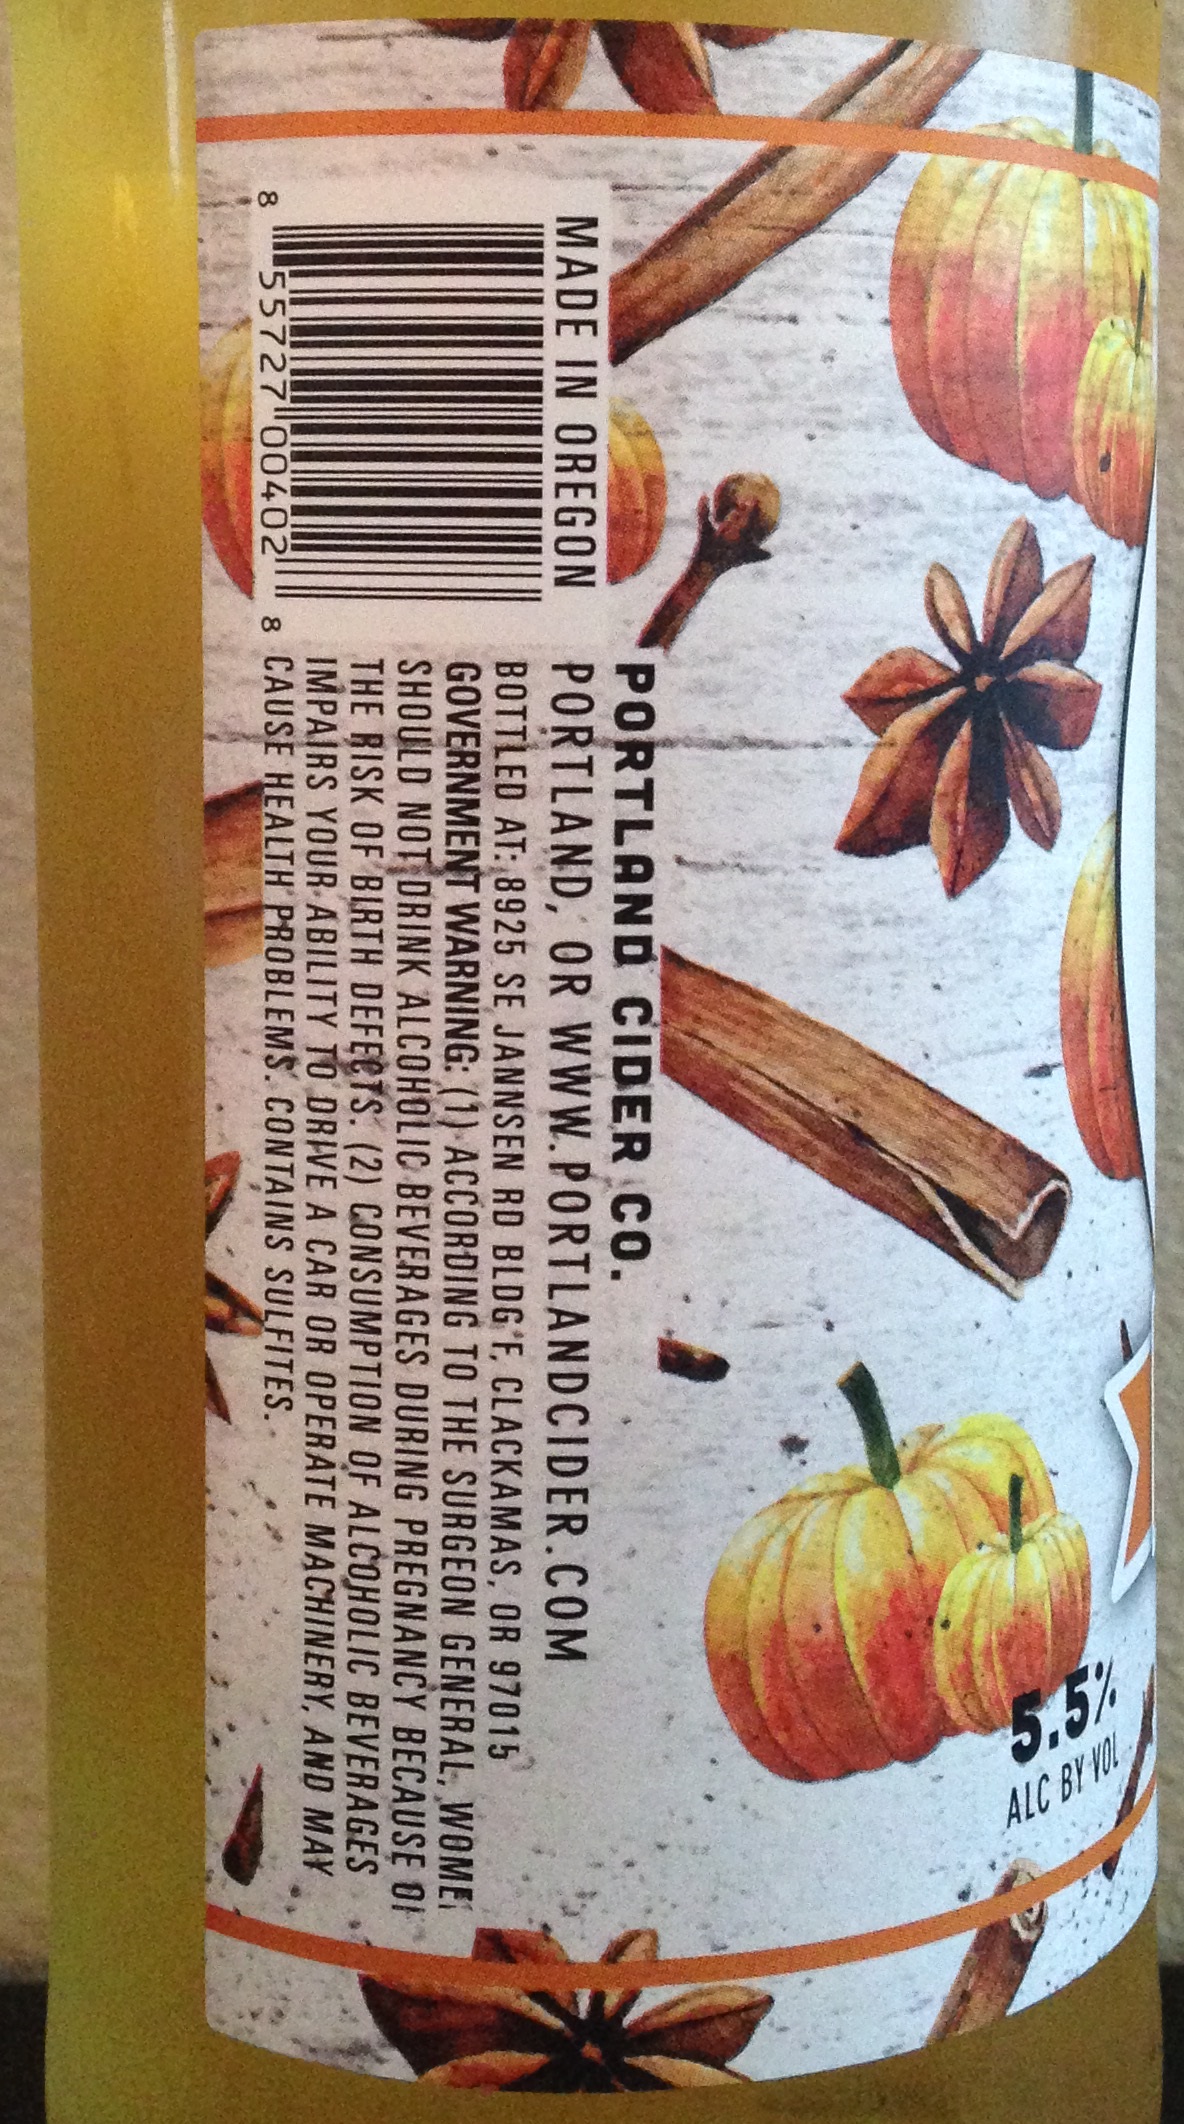 MADE IN OREGON
8 55727 00402 8
PORTLAND CIDER CO.
PORTLAND, OR WWW.PORTLANDCIDER.COM
BOTTLED AT: 8925 SE JANNSEN RD BLDG F, CLACKAMAS, OR 97015
GOVERNMENT WARNING: (1) ACCORDING TO THE SURGEON GENERAL,
SHOULD NOT DRINK ALCOHOLIC BEVERAGES DURING PREGNANCY BECAUSE
THE RISK OF BIRTH DEFECTS. (2) CONSUMPTION OF ALCOHOLIC BEVERAGES
IMPAIRS YOUR ABILITY TO DRIVE A CAR OR OPERATE MACHINERY, AND MAY
CAUSE HEALTH PROBLEMS. CONTAINS SULFITES.
5.5%
ALC BY VOL